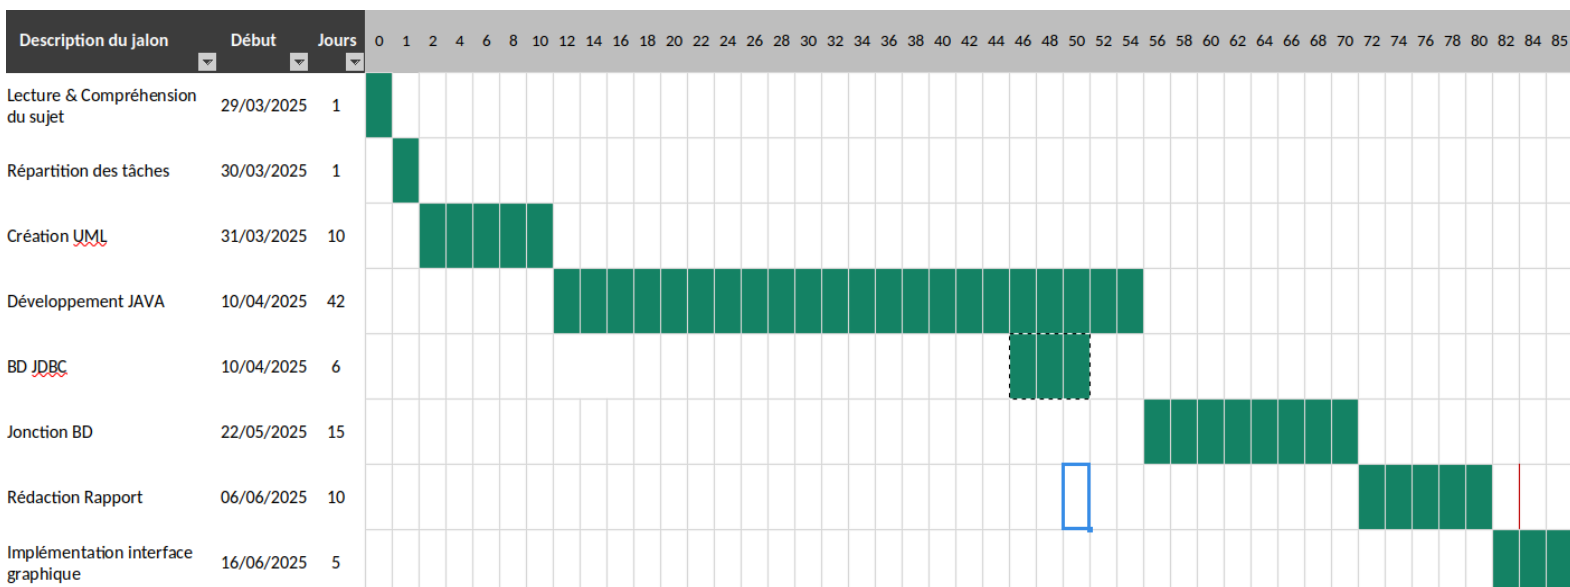 Description du jalon Début Jours 0 1 2 4 6 8 10 12 14 16 18 20 22 24 26 28 30 32 34 36 38 40 42 44 46 48 50 52 54 56 58 60 62 64 66 68 70 72 74 76 78 80 82 84 85
Lecture & Compréhension
du sujet 29/03/2025 1
Répartition des tâches 30/03/2025 1
Création UML 31/03/2025 10
Développement JAVA 10/04/2025 42
BD JDBC 10/04/2025 6
Jonction BD 22/05/2025 15
Rédaction Rapport 06/06/2025 10
Implémentation interface
graphique 16/06/2025 5